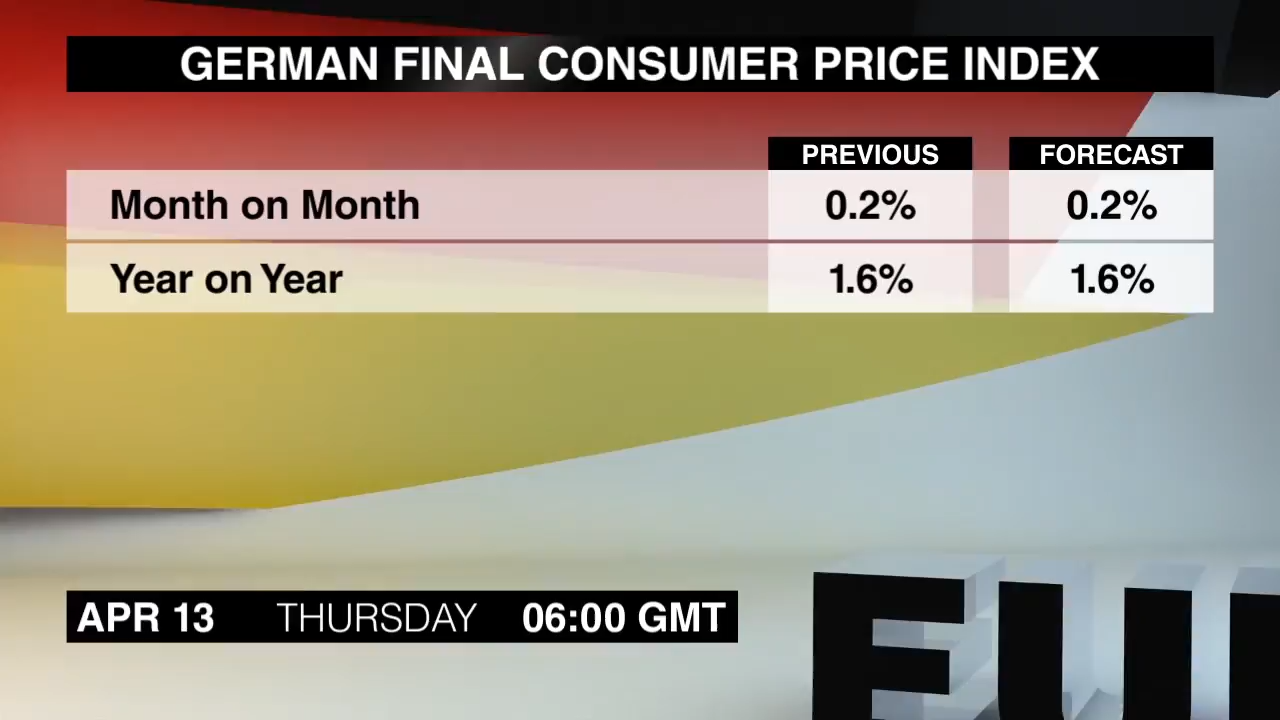 GERMAN FINAL CONSUMER PRICE INDEX
PREVIOUS FORECAST
Month on Month 0.2% 0.2%
Year on Year 1.6% 1.6%
APR 13 THURSDAY 06:00 GMT